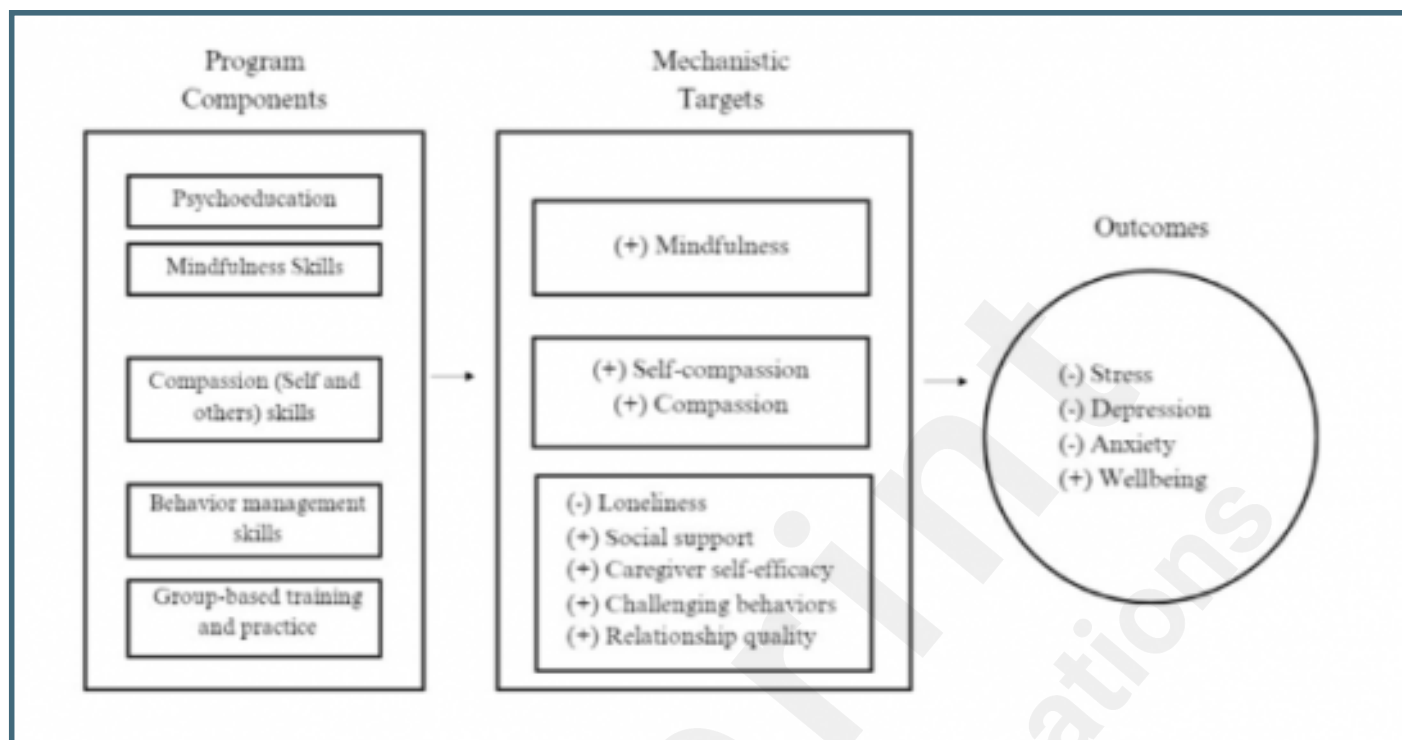 Program
Components
Psychoeducation
Mindfulness Skills
Compassion (Self and
others) skills
Behavior management
skills
Group-based training
and practice
Mechanistic
Targets
(+) Mindfulness
(+) Self-compassion
(+) Compassion
(-) Loneliness
(+) Social support
(+) Caregiver self-efficacy
(+) Challenging behaviors
(+) Relationship quality
Outcomes
(-) Stress
(-) Depression
(-) Anxiety
(+) Wellbeing